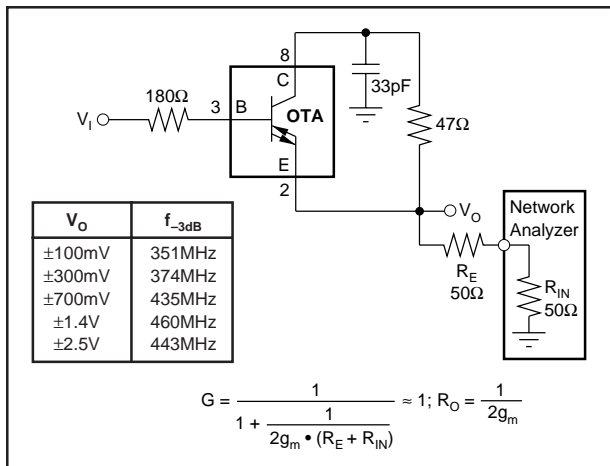 8
C
33pF
180Ω
3 B
OTA
V_I
47Ω
E
2
V_O
Network
Analyzer
R_E
50Ω
R_IN
50Ω
V_O f_–3dB
±100mV 351MHz
±300mV 374MHz
±700mV 435MHz
±1.4V 460MHz
±2.5V 443MHz
G = 1 / (1 + 1 / (2g_m • (R_E + R_IN))) ≈ 1; R_O = 1 / 2g_m